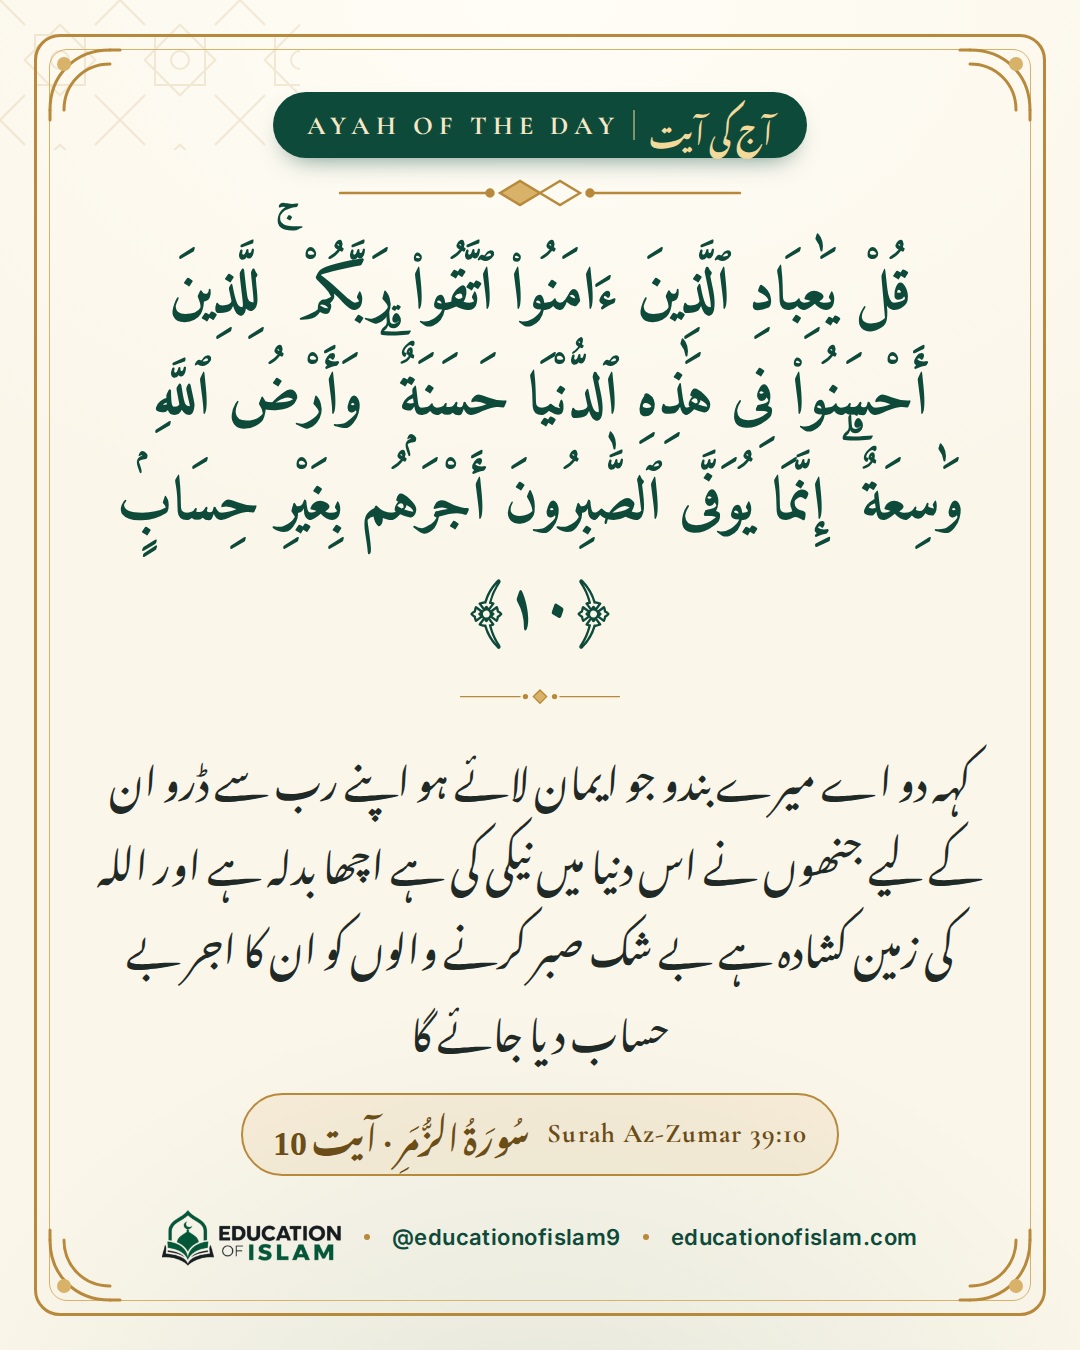 AYAH OF THE DAY | آج کی آیت
قُلْ يَٰعِبَادِ ٱلَّذِينَ ءَامَنُوا۟ ٱتَّقُوا۟ رَبَّكُمْ ۚ لِلَّذِينَ
أَحْسَنُوا۟ فِى هَٰذِهِ ٱلدُّنْيَا حَسَنَةٌ ۗ وَأَرْضُ ٱللَّهِ
وَٰسِعَةٌ ۗ إِنَّمَا يُوَفَّى ٱلصَّٰبِرُونَ أَجْرَهُم بِغَيْرِ حِسَابٍۢ
﴿١٠﴾
کہہ دو اے میرے بندو جو ایمان لائے ہو اپنے رب سے ڈرو ان
کے لیے جنھوں نے اس دنیا میں نیکی کی ہے اچھا بدلہ ہے اور اللہ
کی زمین کشادہ ہے بے شک صبر کرنے والوں کو ان کا اجر بے
حساب دیا جائے گا
سُورَةُ الزُّمَرِ · آیت 10 Surah Az-Zumar 39:10
EDUCATION OF ISLAM • @educationofislam9 • educationofislam.com